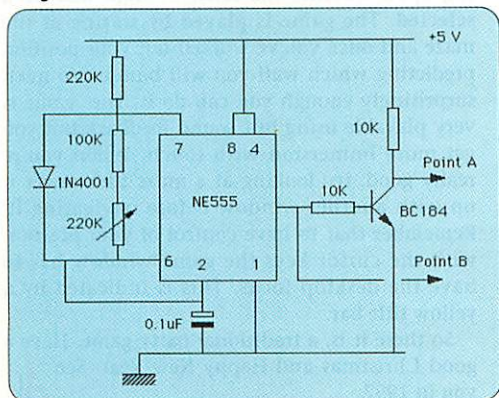 +5 V
220K
10K
100K
7
8
4
1N4001
NE555
Point A
10K
BC184
220K
6
2
1
Point B
0.1uF